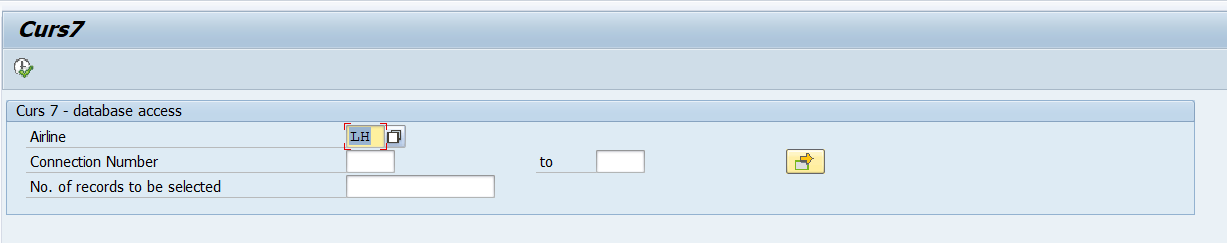 Curs7
Curs 7 - database access
Airline LH
Connection Number to
No. of records to be selected